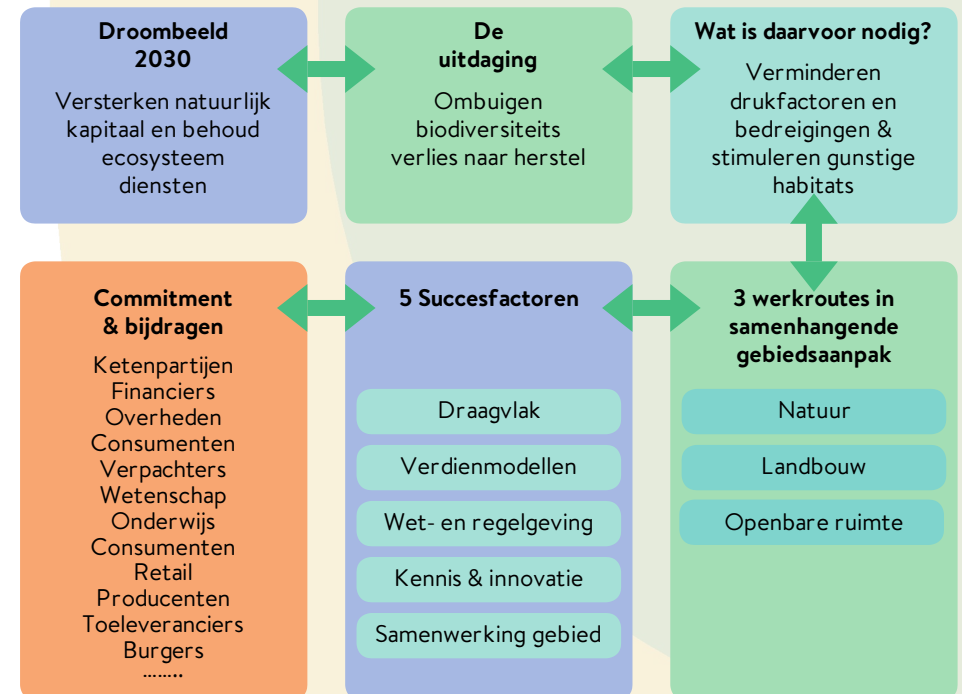 Droombeeld
2030
Versterken natuurlijk
kapitaal en behoud
ecosysteem
diensten
De
uitdaging
Ombuigen
biodiversiteits
verlies naar herstel
Wat is daarvoor nodig?
Verminderen
drukfactoren en
bedreigingen &
stimuleren gunstige
habitats
Commitment
& bijdragen
Ketenpartijen
Financiers
Overheden
Consumenten
Verpachters
Wetenschap
Onderwijs
Consumenten
Retail
Producenten
Toeleveranciers
Burgers
........
5 Succesfactoren
Draagvlak
Verdienmodellen
Wet- en regelgeving
Kennis & innovatie
Samenwerking gebied
3 werkroutes in
samenhangende
gebiedsaanpak
Natuur
Landbouw
Openbare ruimte